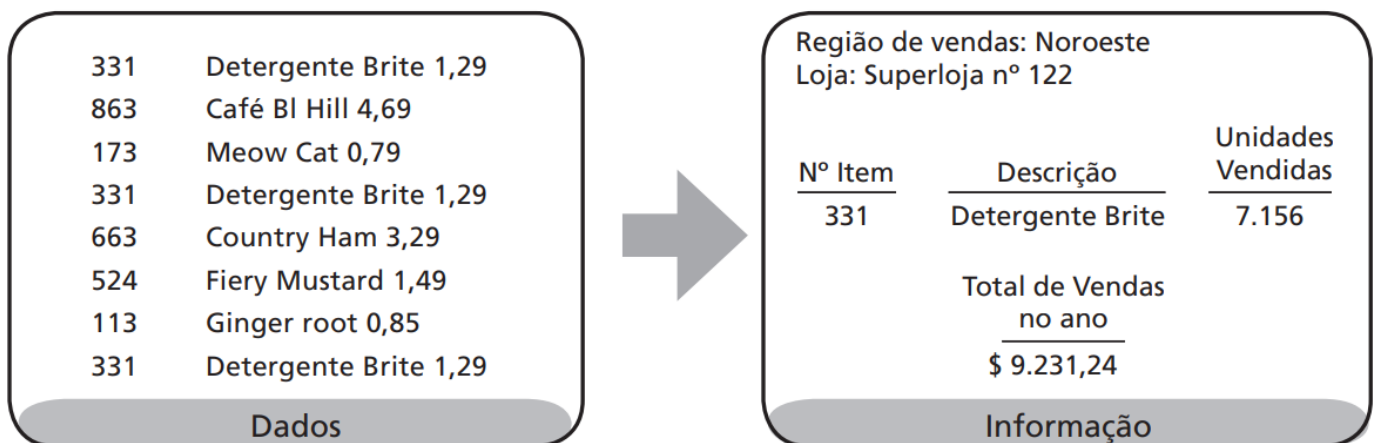 331 Detergente Brite 1,29
863 Café Bl Hill 4,69
173 Meow Cat 0,79
331 Detergente Brite 1,29
663 Country Ham 3,29
524 Fiery Mustard 1,49
113 Ginger root 0,85
331 Detergente Brite 1,29
Dados
Região de vendas: Noroeste
Loja: Superloja nº 122
Unidades
Nº Item Descrição Vendidas
331 Detergente Brite 7.156
Total de Vendas
no ano
$ 9.231,24
Informação